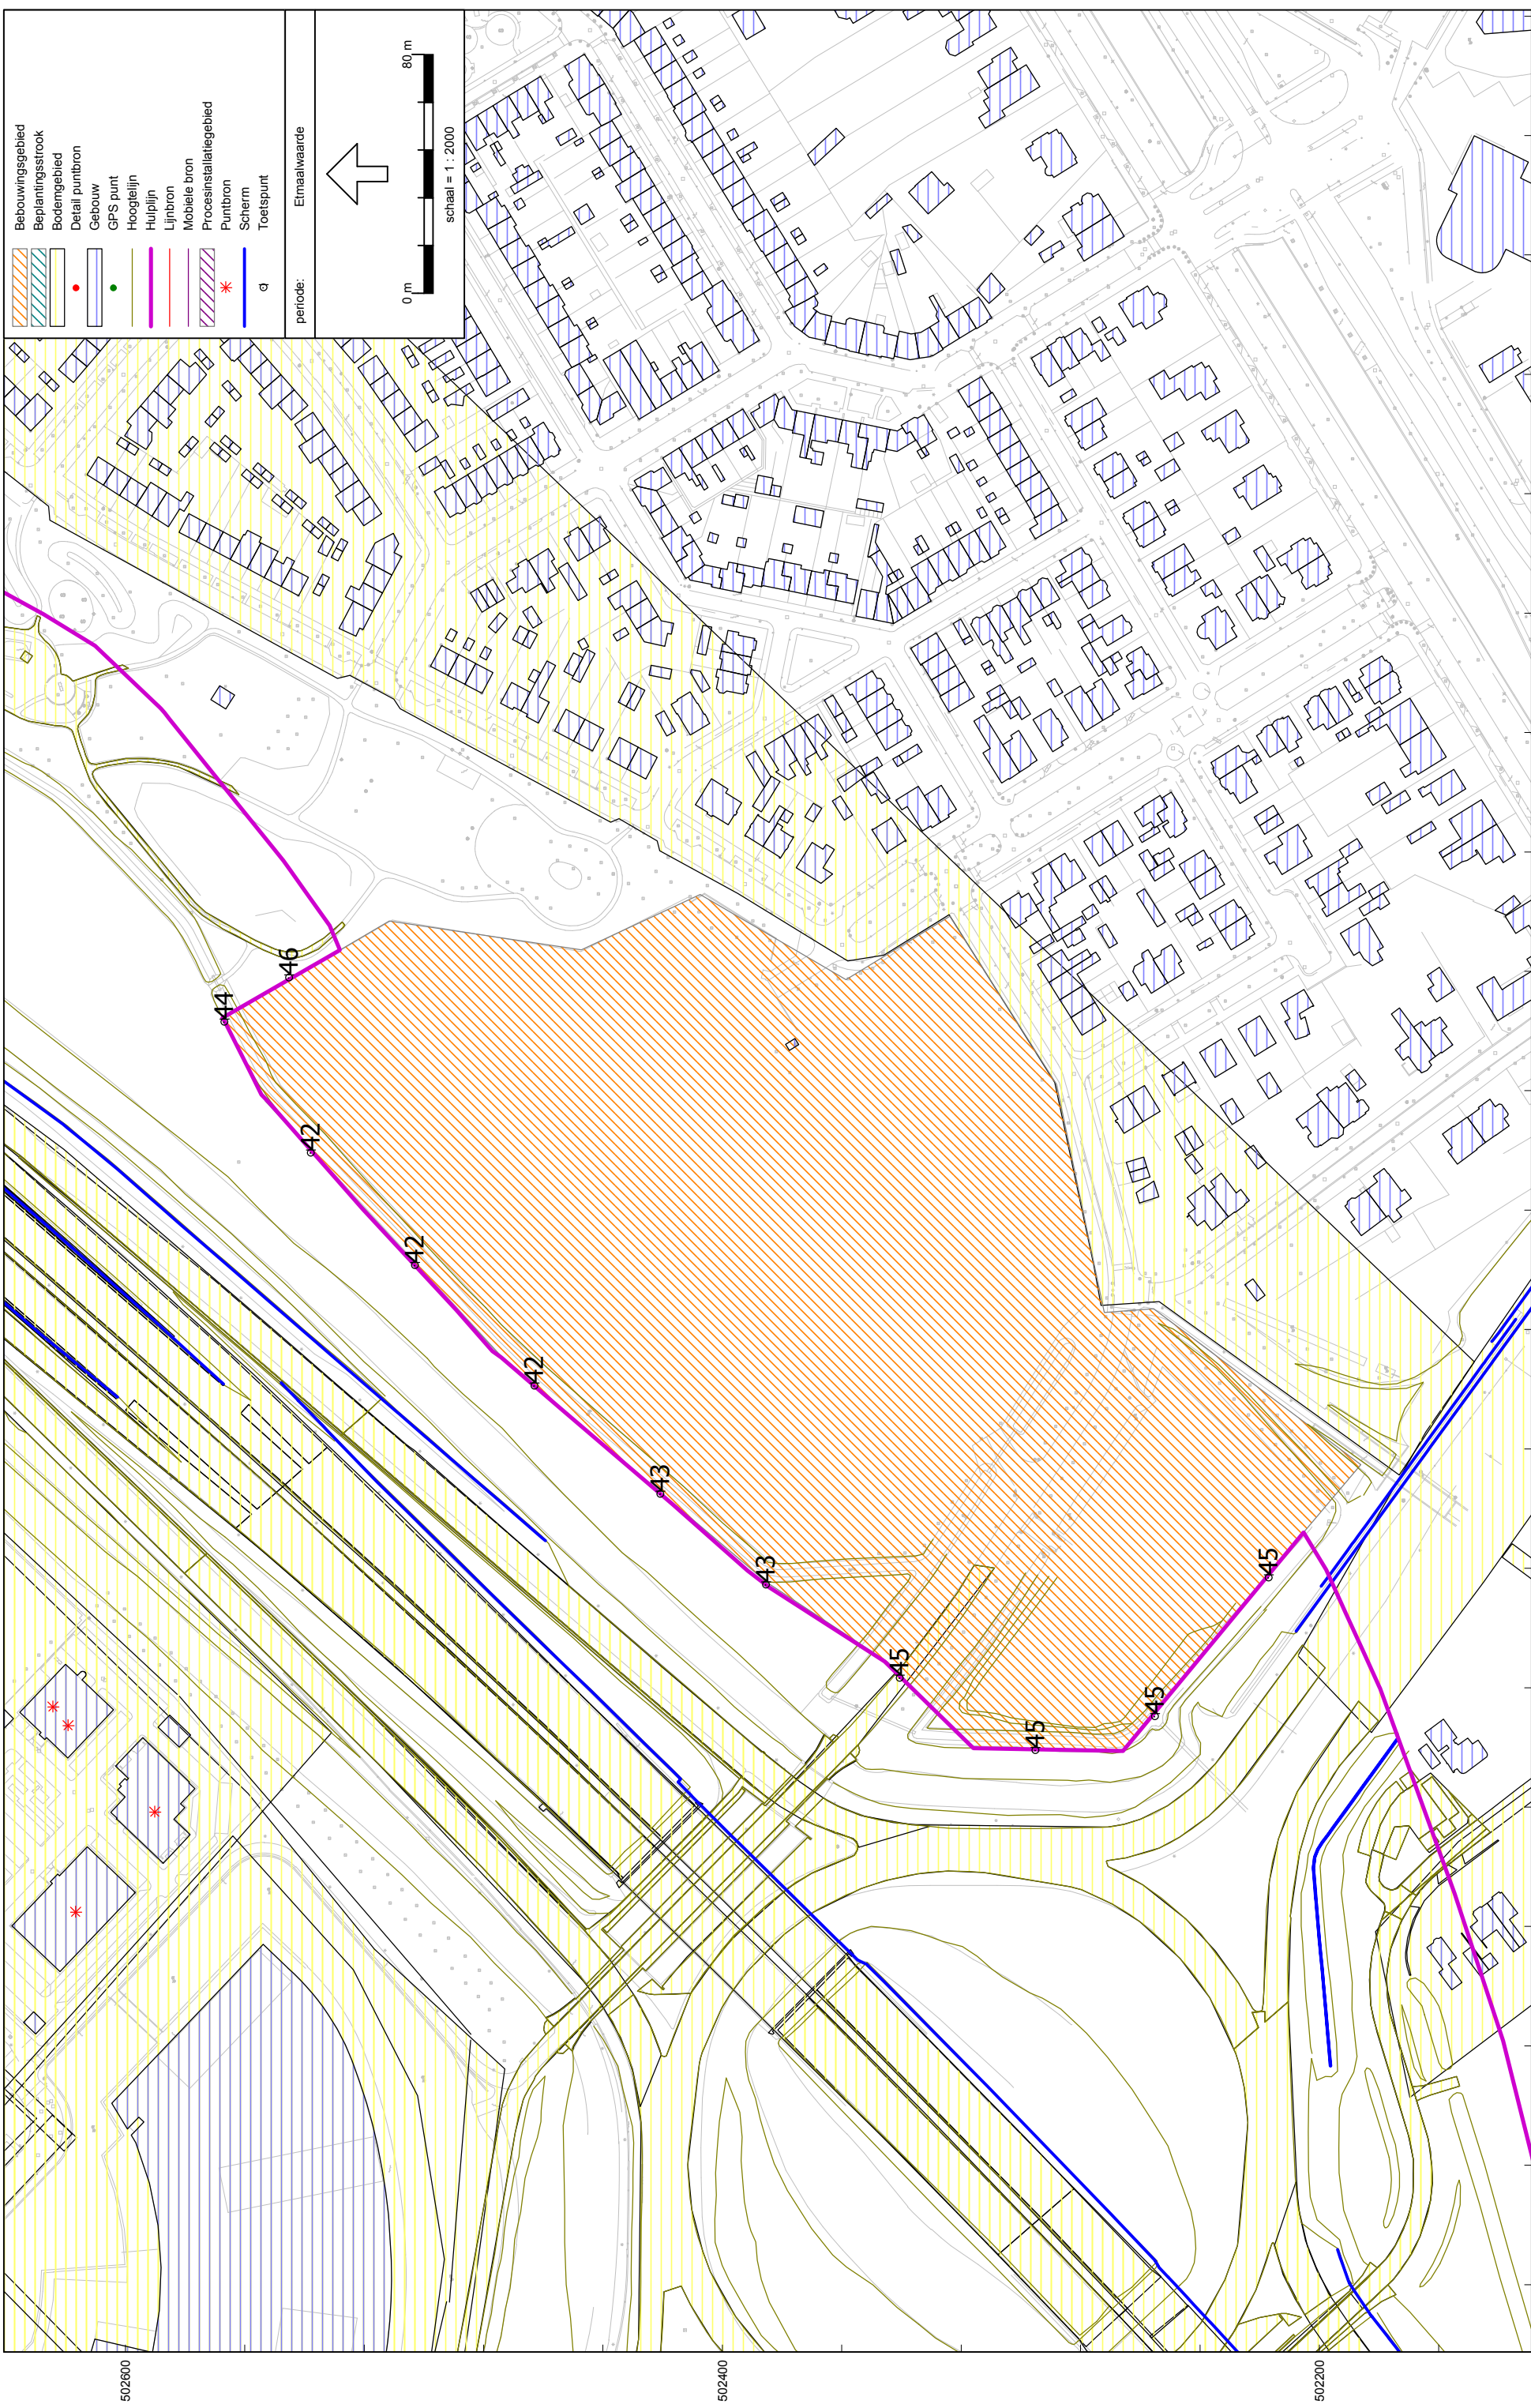 Bebouwingsgebied
Beplantingsstrook
Bodemgebied
Detail puntbron
Gebouw
GPS punt
Hoogtelijn
Hulplijn
Lijnbron
Mobiele bron
Procesinstallatiegebied
Puntbron
Scherm
Toetspunt
periode: Etmaalwaarde
0 m 80 m
schaal = 1 : 2000
46
44
42
42
42
43
43
45
45
45
45
502600
502400
502200